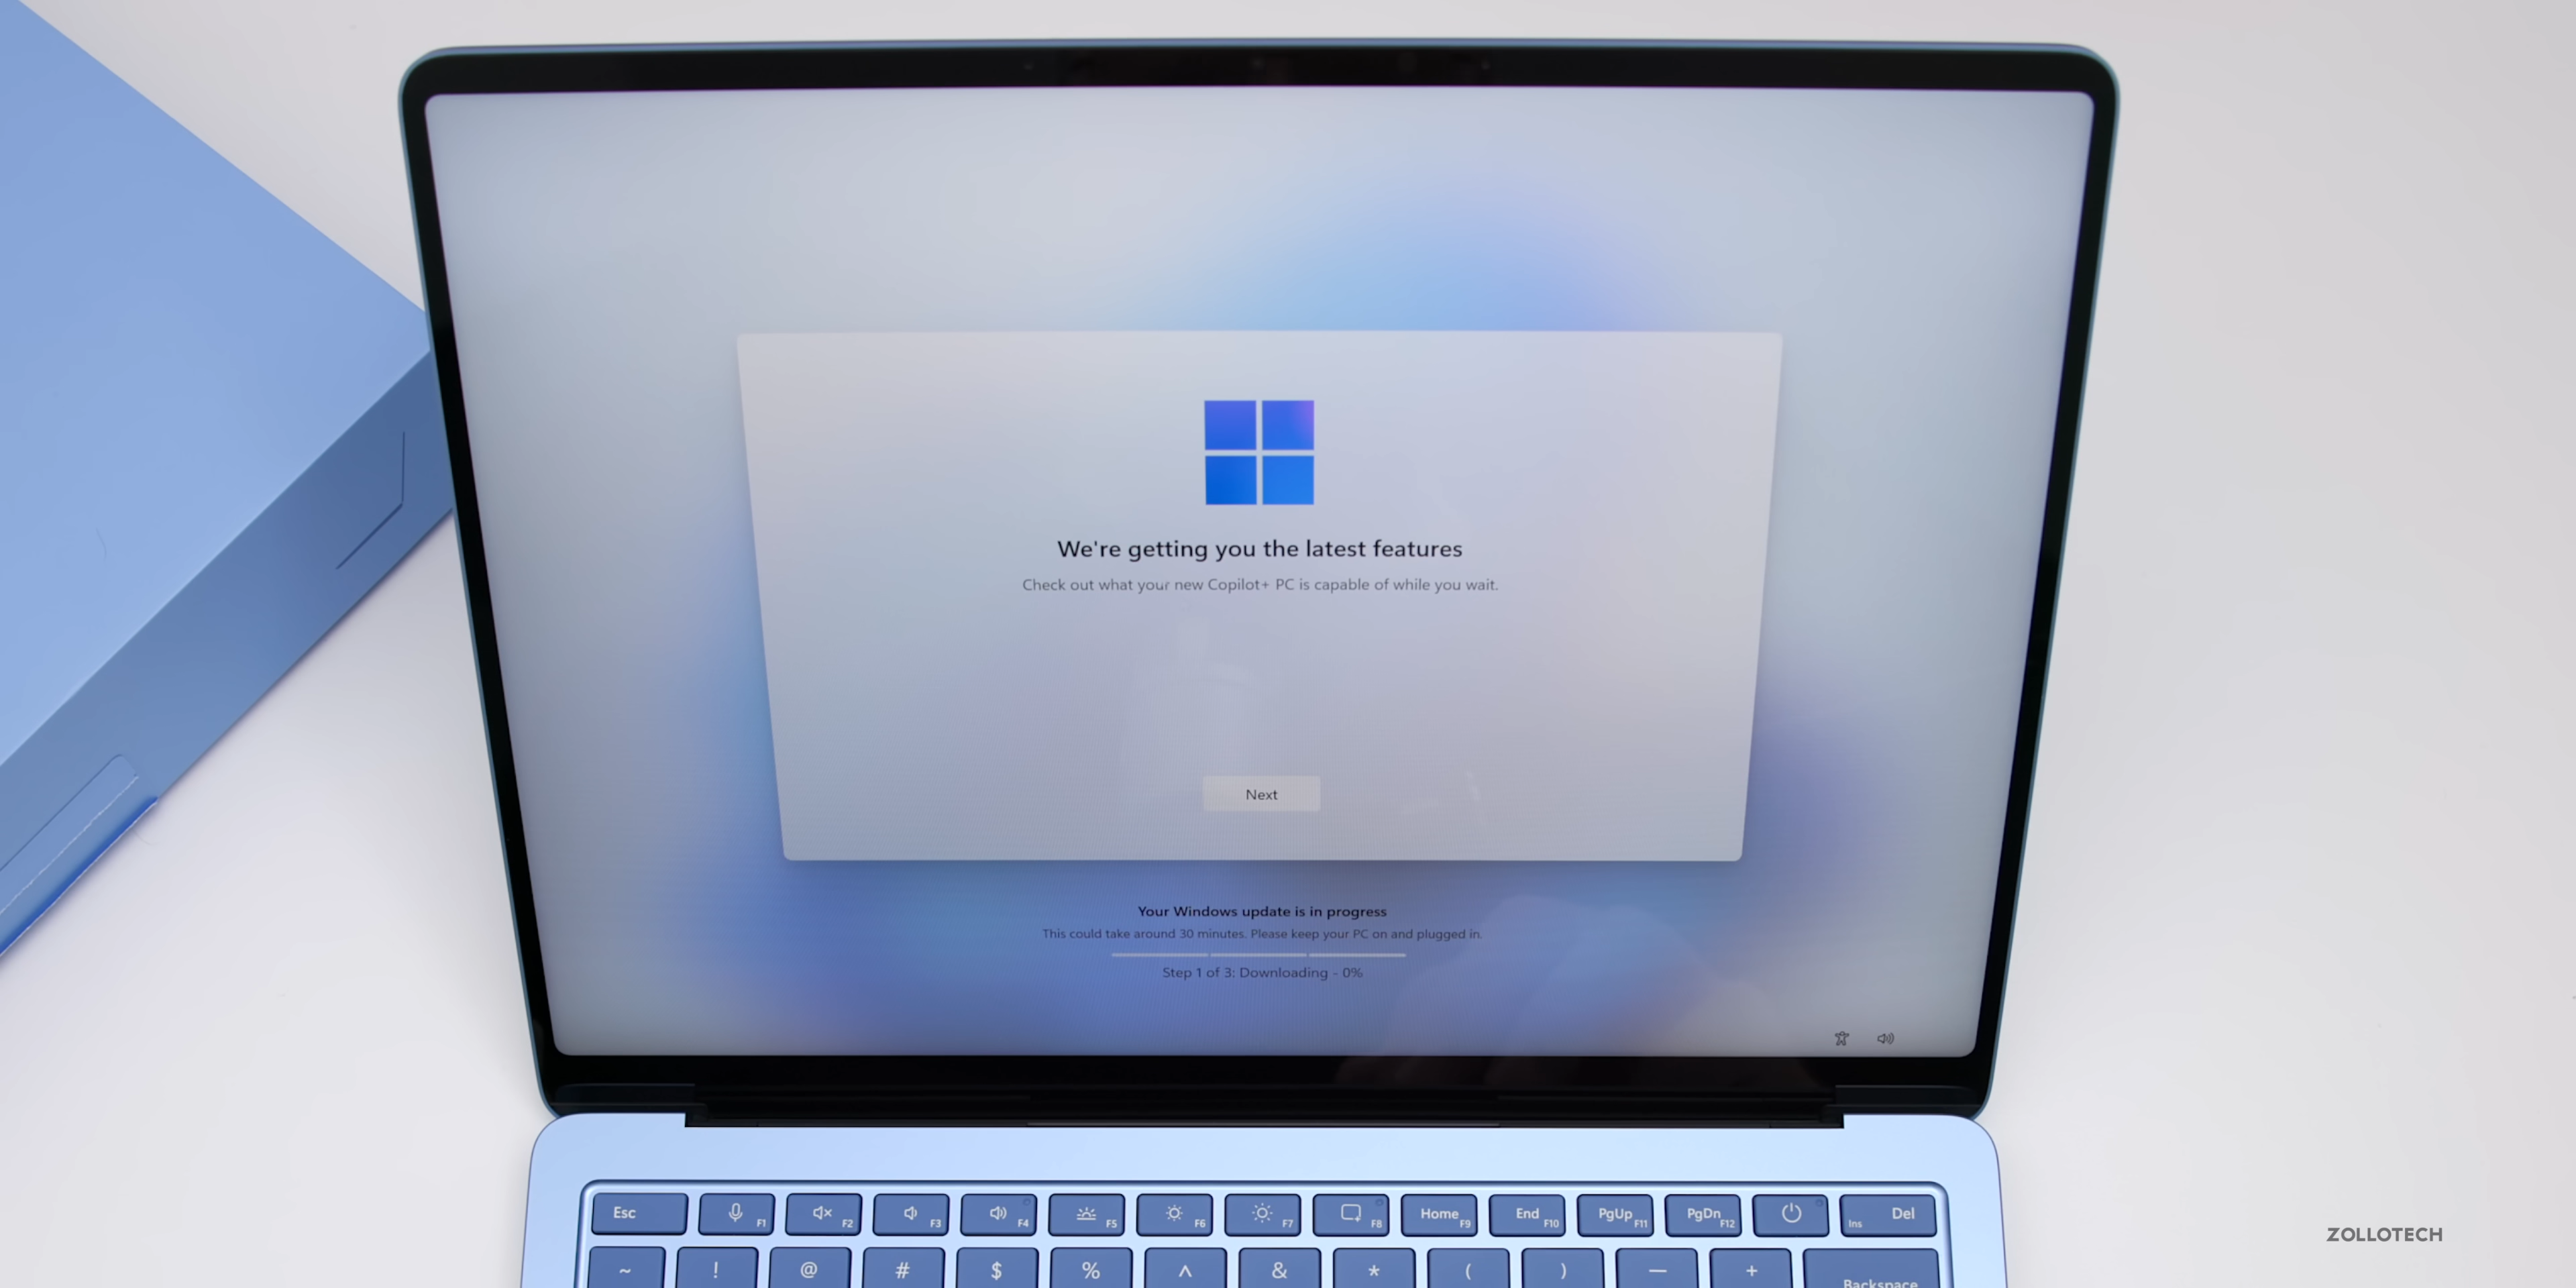 We're getting you the latest features
Check out what your new Copilot+ PC is capable of while you wait.
Next
Your Windows update is in progress
This could take around 30 minutes. Please keep your PC on and plugged in.
Step 1 of 3: Downloading - 0%
Esc F1 F2 F3 F4 F5 F6 F7 F8 Home F9 End F10 PgUp F11 PgDn F12 Ins Del
~ ! @ # $ % ^ & * ( ) — + Backspace
ZOLLOTECH